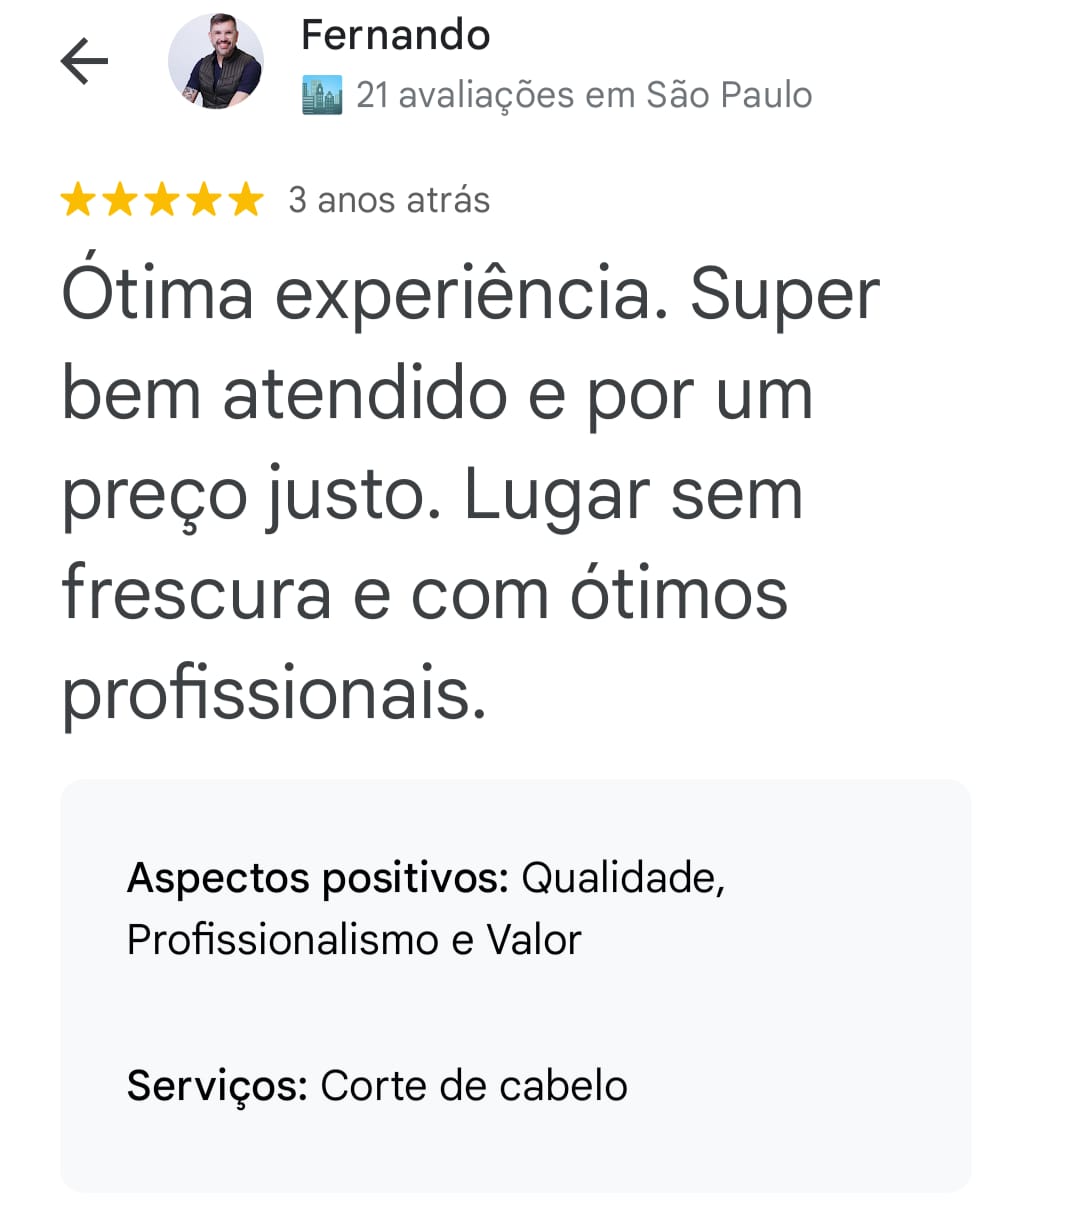 Fernando
21 avaliações em São Paulo
3 anos atrás
Ótima experiência. Super
bem atendido e por um
preço justo. Lugar sem
frescura e com ótimos
profissionais.
Aspectos positivos: Qualidade,
Profissionalismo e Valor
Serviços: Corte de cabelo